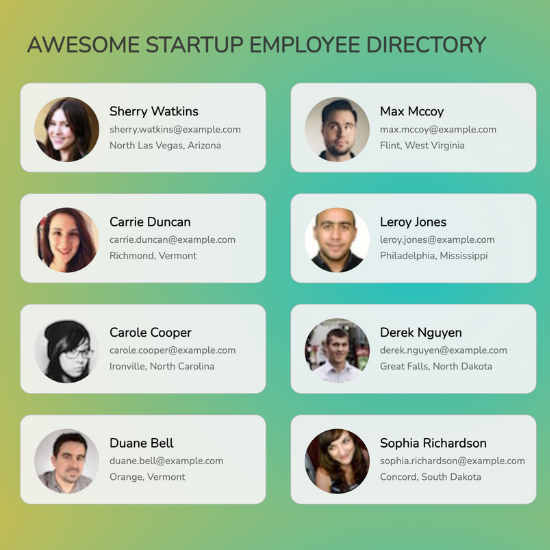 AWESOME STARTUP EMPLOYEE DIRECTORY
Sherry Watkins
sherry.watkins@example.com
North Las Vegas, Arizona
Max Mccoy
max.mccoy@example.com
Flint, West Virginia
Carrie Duncan
carrie.duncan@example.com
Richmond, Vermont
Leroy Jones
leroy.jones@example.com
Philadelphia, Mississippi
Carole Cooper
carole.cooper@example.com
Ironville, North Carolina
Derek Nguyen
derek.nguyen@example.com
Great Falls, North Dakota
Duane Bell
duane.bell@example.com
Orange, Vermont
Sophia Richardson
sophia.richardson@example.com
Concord, South Dakota